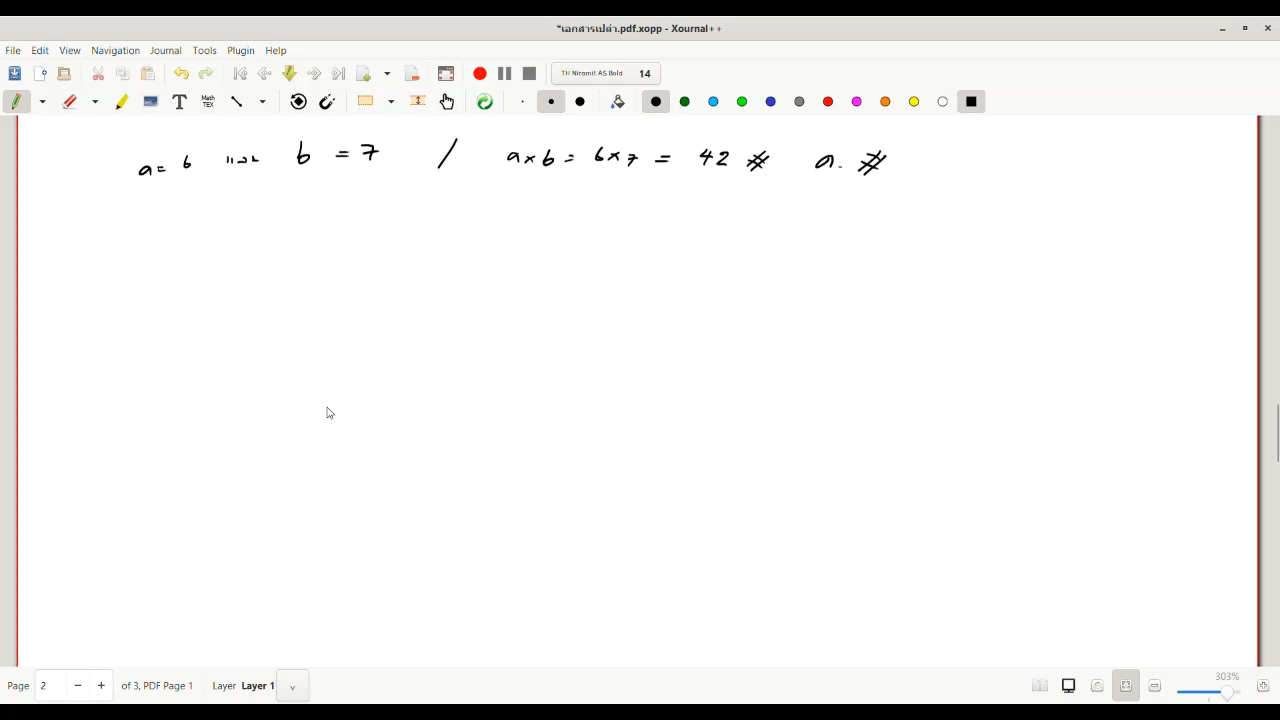 *เอกสารเปล่า.pdf.xopp - Xournal++
File Edit View Navigation Journal Tools Plugin Help
TH Niramit AS Bold 14
a = 6 และ b = 7 / a × b = 6 × 7 = 42 # ก. #
Page 2 of 3, PDF Page 1 Layer Layer 1 303%